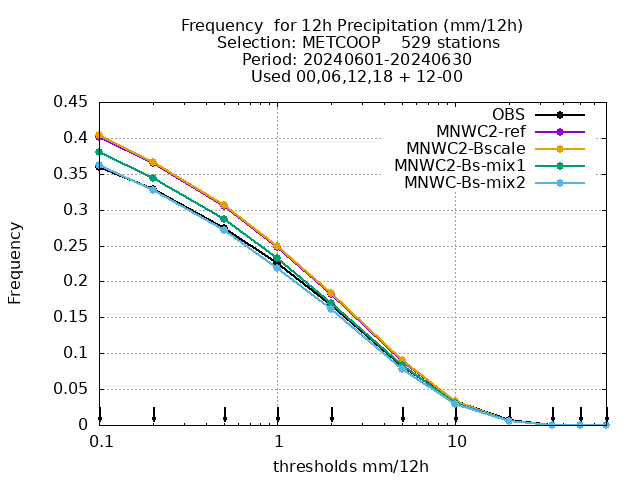 Frequency  for 12h Precipitation (mm/12h)
Selection: METCOOP    529 stations
Period: 20240601-20240630
Used 00,06,12,18 + 12-00
OBS
MNWC2-ref
MNWC2-Bscale
MNWC2-Bs-mix1
MNWC-Bs-mix2
0.45
0.4
0.35
0.3
0.25
0.2
0.15
0.1
0.05
0
Frequency
0.1 1 10
thresholds mm/12h